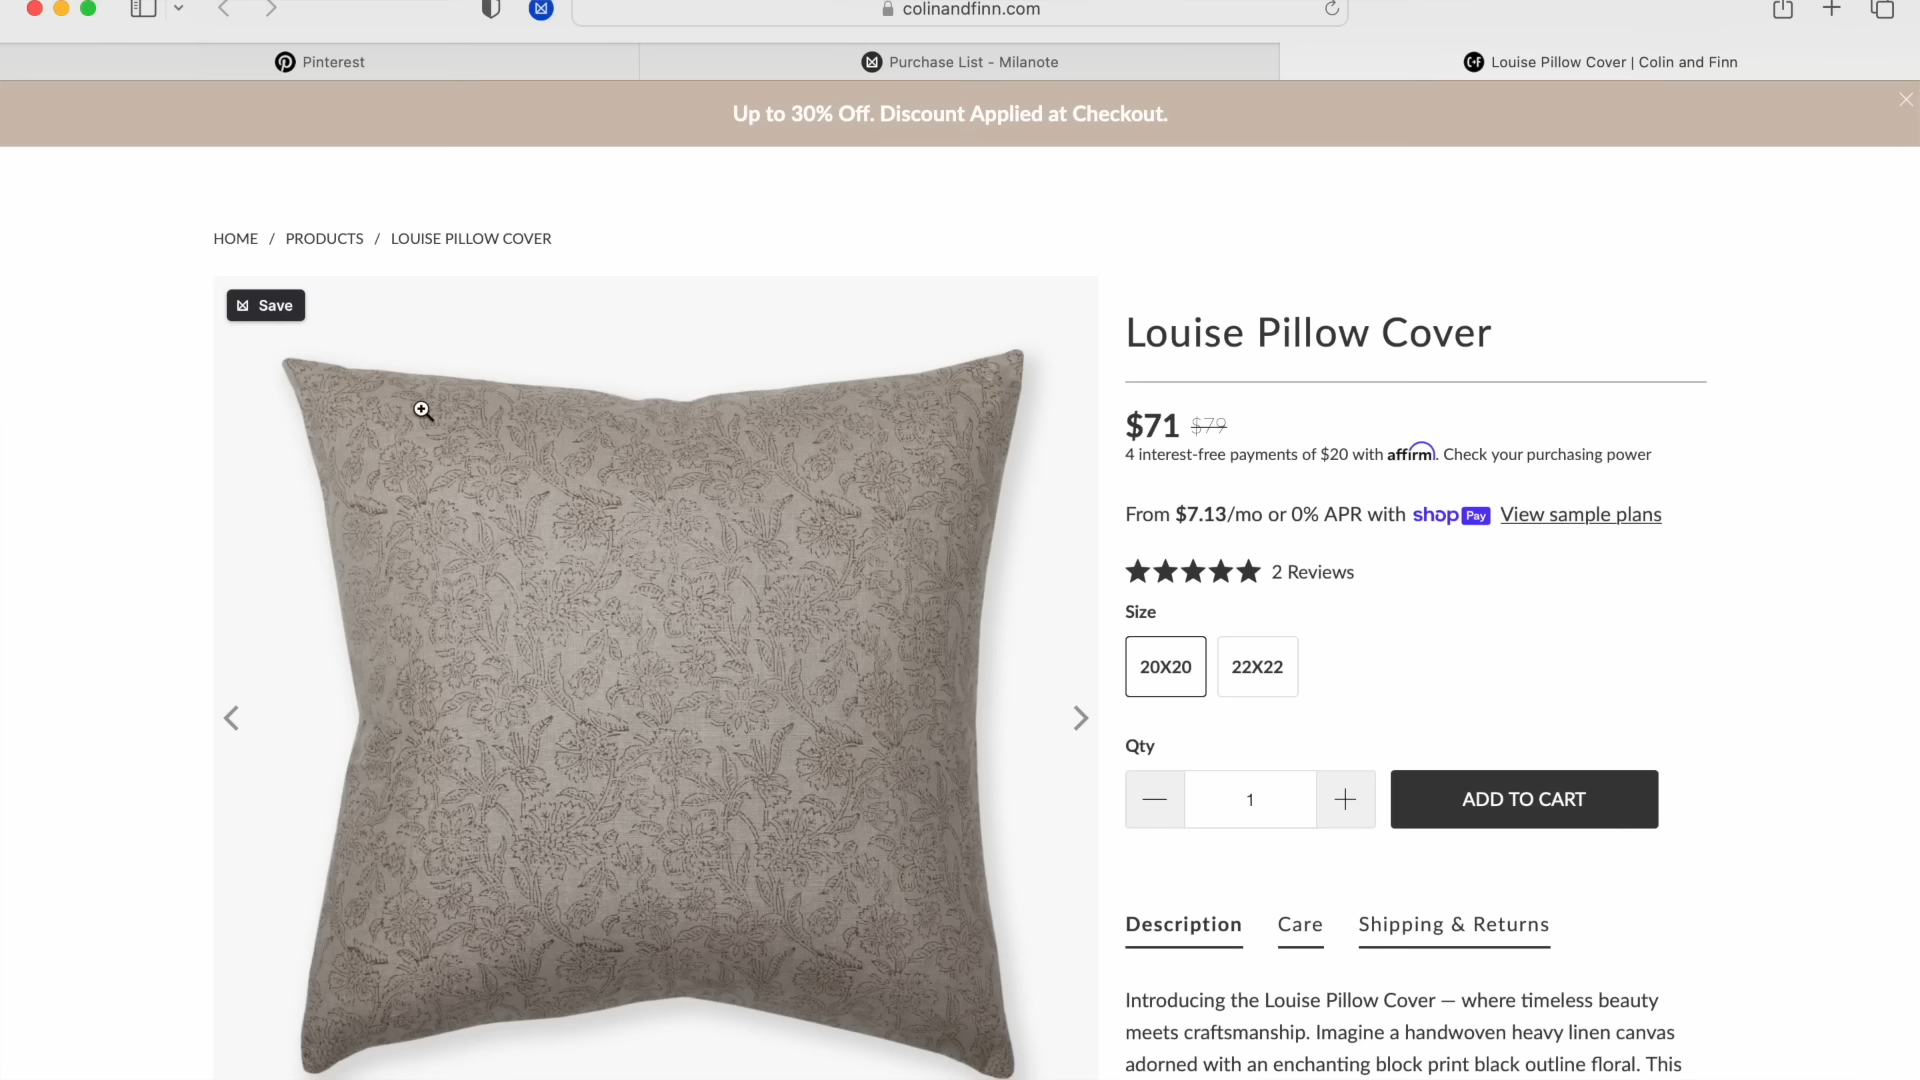 colinandfinn.com
Pinterest
Purchase List - Milanote
C+F
Louise Pillow Cover | Colin and Finn
Up to 30% Off. Discount Applied at Checkout.
HOME / PRODUCTS / LOUISE PILLOW COVER
Save
Louise Pillow Cover
$71 $79
4 interest-free payments of $20 with affirm. Check your purchasing power
From $7.13/mo or 0% APR with shop Pay View sample plans
2 Reviews
Size
20X20 22X22
Qty
1
ADD TO CART
Description Care Shipping & Returns
Introducing the Louise Pillow Cover — where timeless beauty
meets craftsmanship. Imagine a handwoven heavy linen canvas
adorned with an enchanting block print black outline floral. This